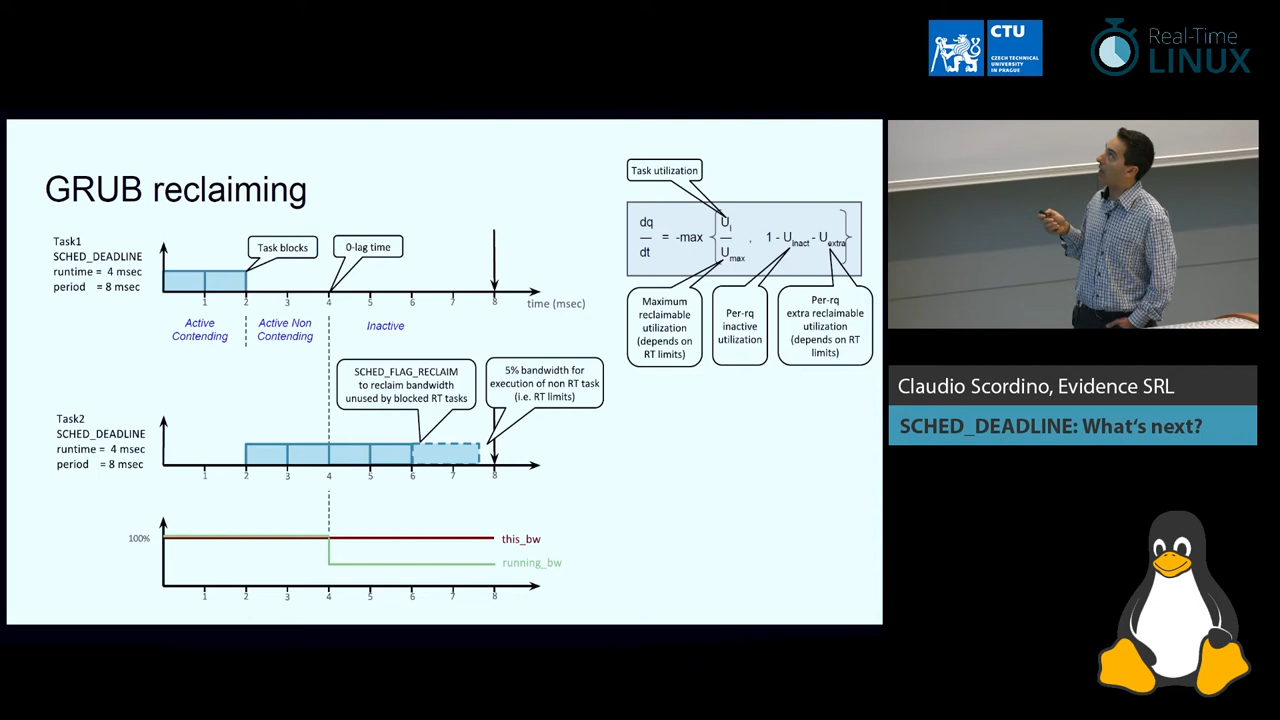 CTU
CZECH TECHNICAL
UNIVERSITY
IN PRAGUE
Real-Time
LINUX
GRUB reclaiming
Task1
SCHED_DEADLINE
runtime = 4 msec
period = 8 msec
Task blocks
0-lag time
1 2 3 4 5 6 7 8
time (msec)
Active
Contending
Active Non
Contending
Inactive
Task utilization
dq
dt
= -max { Ui
Umax
, 1 - Uinact - Uextra }
Maximum
reclaimable
utilization
(depends on
RT limits)
Per-rq
inactive
utilization
Per-rq
extra reclaimable
utilization
(depends on RT
limits)
SCHED_FLAG_RECLAIM
to reclaim bandwidth
unused by blocked RT tasks
5% bandwidth for
execution of non RT task
(i.e. RT limits)
Task2
SCHED_DEADLINE
runtime = 4 msec
period = 8 msec
1 2 3 4 5 6 7 8
100%
this_bw
running_bw
1 2 3 4 5 6 7 8
Claudio Scordino, Evidence SRL
SCHED_DEADLINE: What's next?